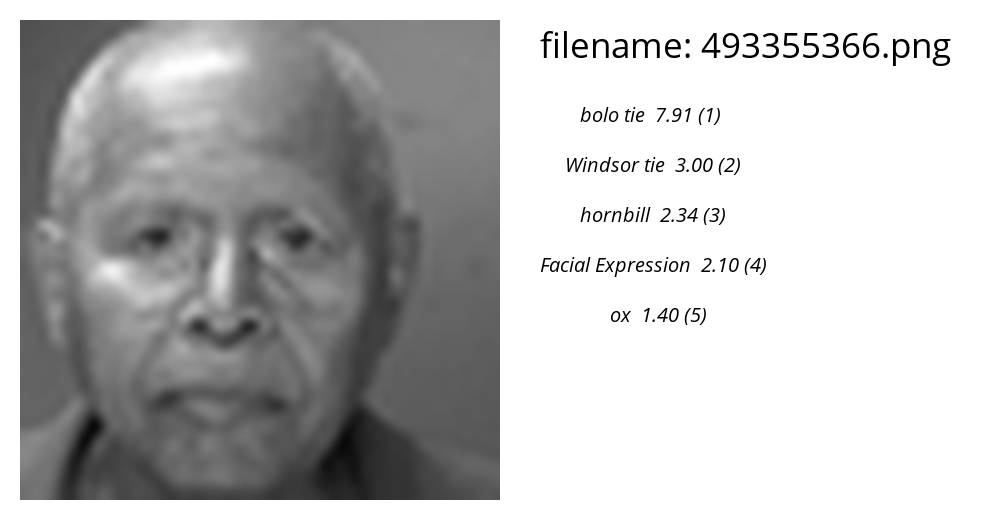 filename: 493355366.png
bolo tie 7.91 (1)
Windsor tie 3.00 (2)
hornbill 2.34 (3)
Facial Expression 2.10 (4)
ox 1.40 (5)